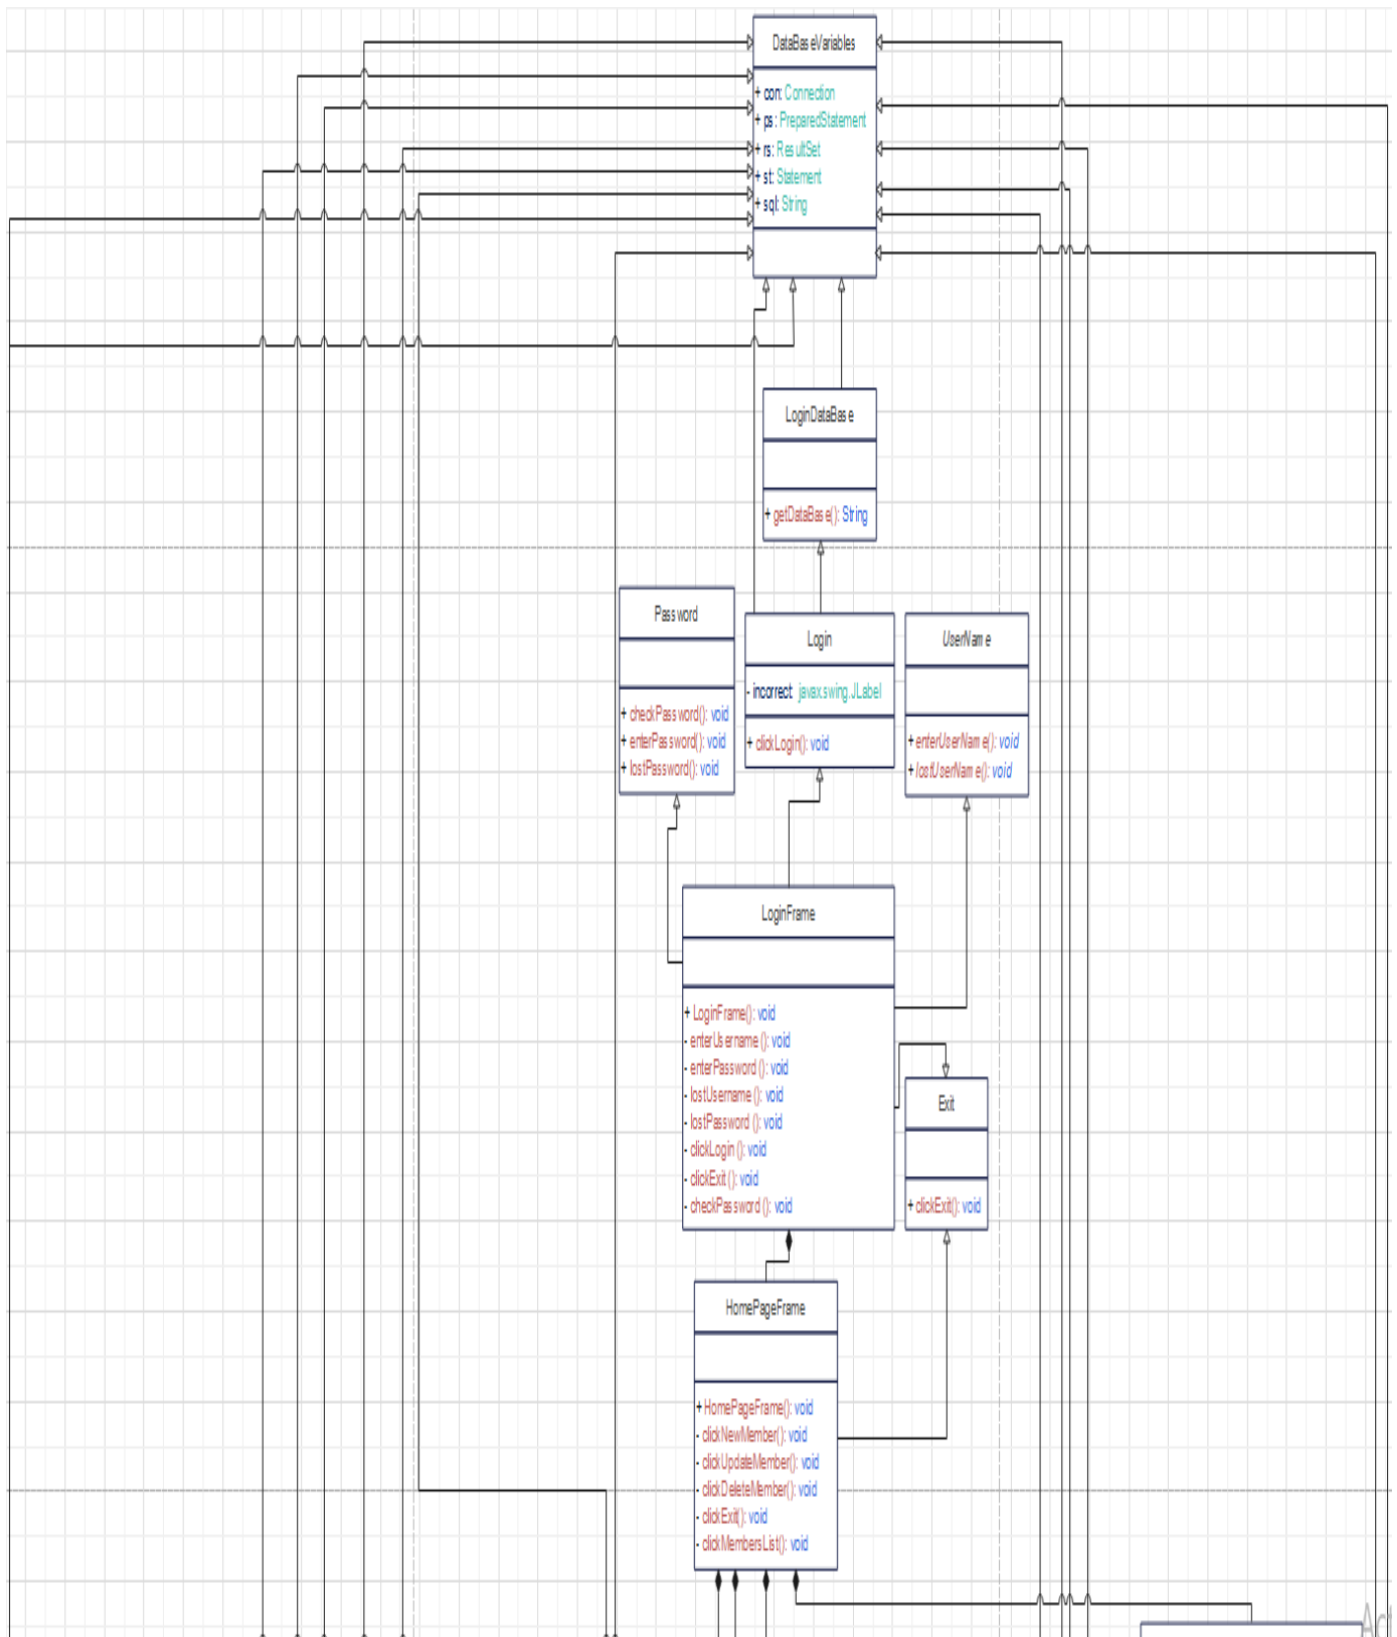 DataBaseVariables
+ con: Connection
+ ps: PreparedStatement
+ rs: ResultSet
+ st: Statement
+ sql: String
LoginDataBase
+ getDataBase(): String
Password
+ checkPassword(): void
+ enterPassword(): void
+ lostPassword(): void
Login
- incorrect: javax.swing.JLabel
+ clickLogin(): void
UserName
+ enterUserName(): void
+ lostUserName(): void
LoginFrame
+ LoginFrame(): void
- enterUsername (): void
- enterPassword (): void
- lostUsername (): void
- lostPassword (): void
- clickLogin (): void
- clickExit (): void
- checkPassword (): void
Exit
+ clickExit(): void
HomePageFrame
+ HomePageFrame(): void
- clickNewMember(): void
- clickUpdateMember(): void
- clickDeleteMember(): void
- clickExit(): void
- clickMembersList(): void